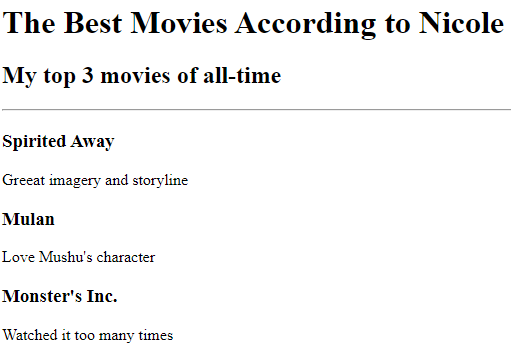 The Best Movies According to Nicole
My top 3 movies of all-time
Spirited Away
Greeat imagery and storyline
Mulan
Love Mushu's character
Monster's Inc.
Watched it too many times